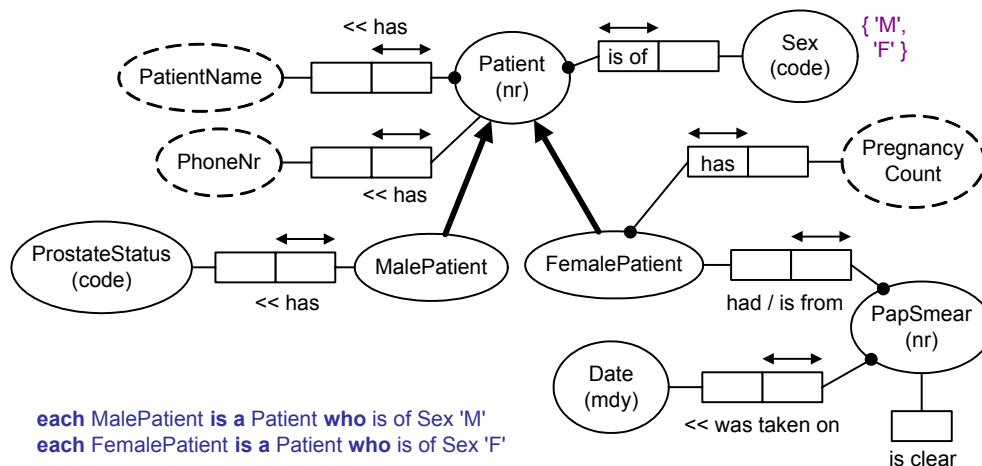 << has
PatientName
Patient
(nr)
is of
Sex
(code)
{ 'M',
'F' }
PhoneNr
<< has
has
Pregnancy
Count
ProstateStatus
(code)
<< has
MalePatient
FemalePatient
had / is from
PapSmear
(nr)
Date
(mdy)
<< was taken on
is clear
each MalePatient is a Patient who is of Sex 'M'
each FemalePatient is a Patient who is of Sex 'F'